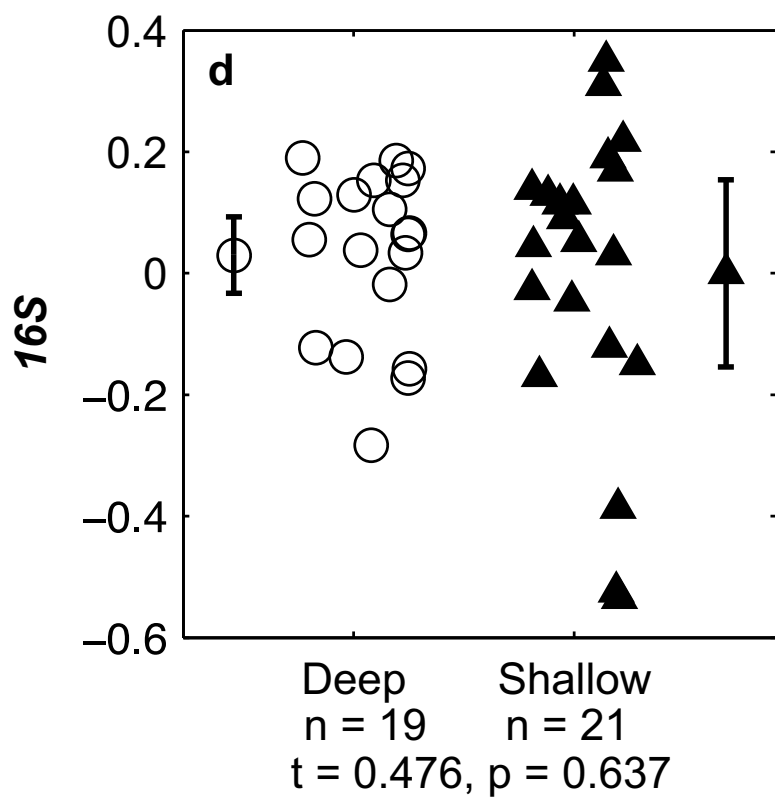 d
0.4
0.2
0
−0.2
−0.4
−0.6
16S
Deep Shallow
n = 19 n = 21
t = 0.476, p = 0.637